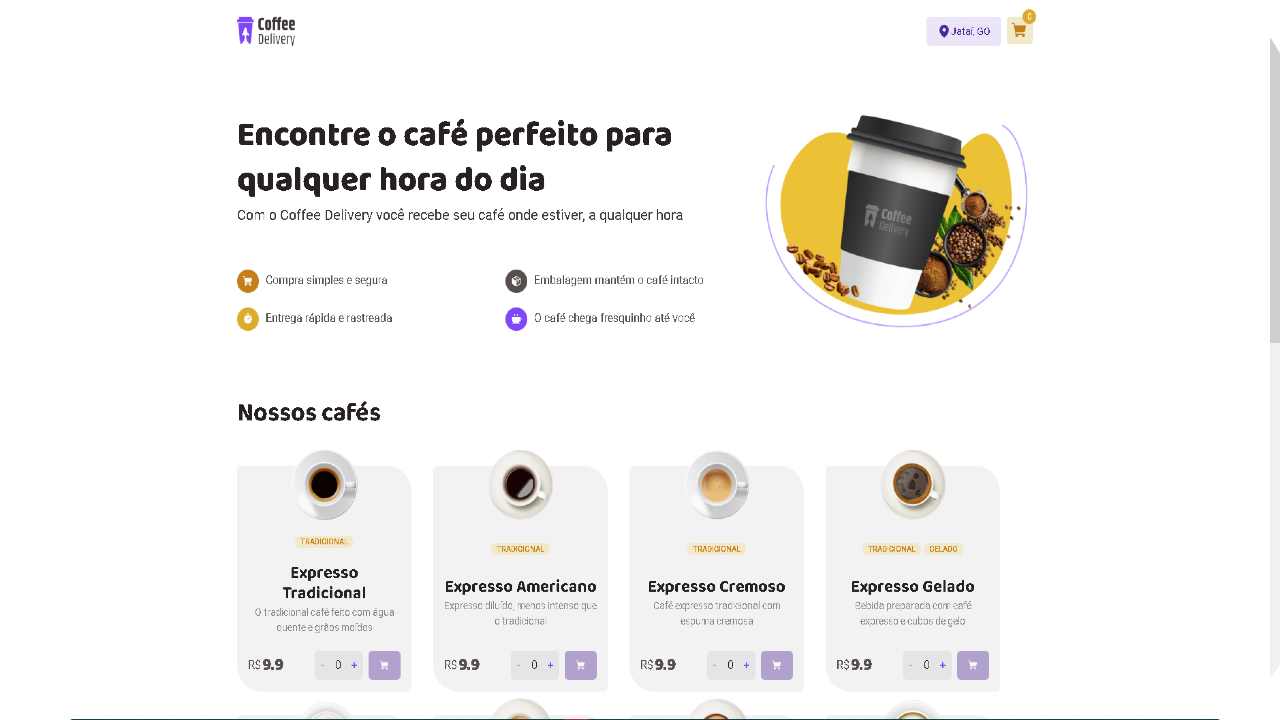 Coffee
Delivery
Jataí, GO
0
Encontre o café perfeito para
qualquer hora do dia
Com o Coffee Delivery você recebe seu café onde estiver, a qualquer hora
Coffee
Delivery
Compra simples e segura
Embalagem mantém o café intacto
Entrega rápida e rastreada
O café chega fresquinho até você
Nossos cafés
TRADICIONAL
Expresso
Tradicional
O tradicional café feito com água
quente e grãos moídos
R$ 9.9
- 0 +
TRADICIONAL
Expresso Americano
Expresso diluído, menos intenso que
o tradicional
R$ 9.9
- 0 +
TRADICIONAL
Expresso Cremoso
Café expresso tradicional com
espuma cremosa
R$ 9.9
- 0 +
TRADICIONAL GELADO
Expresso Gelado
Bebida preparada com café
expresso e cubos de gelo
R$ 9.9
- 0 +